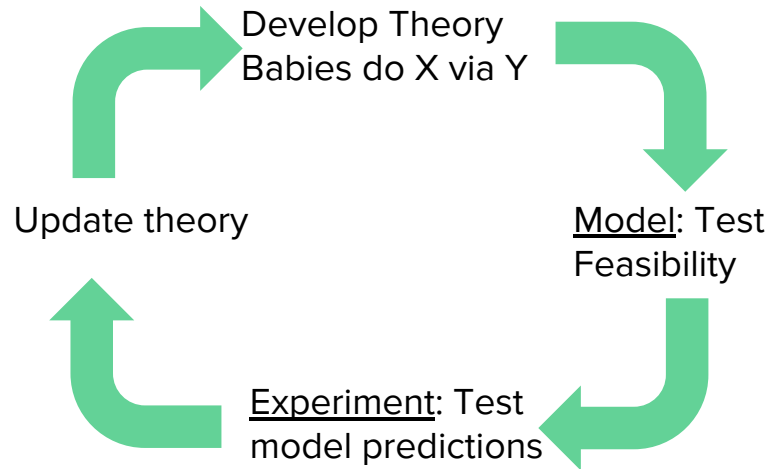 Develop Theory
Babies do X via Y
Update theory
Model: Test
Feasibility
Experiment: Test
model predictions